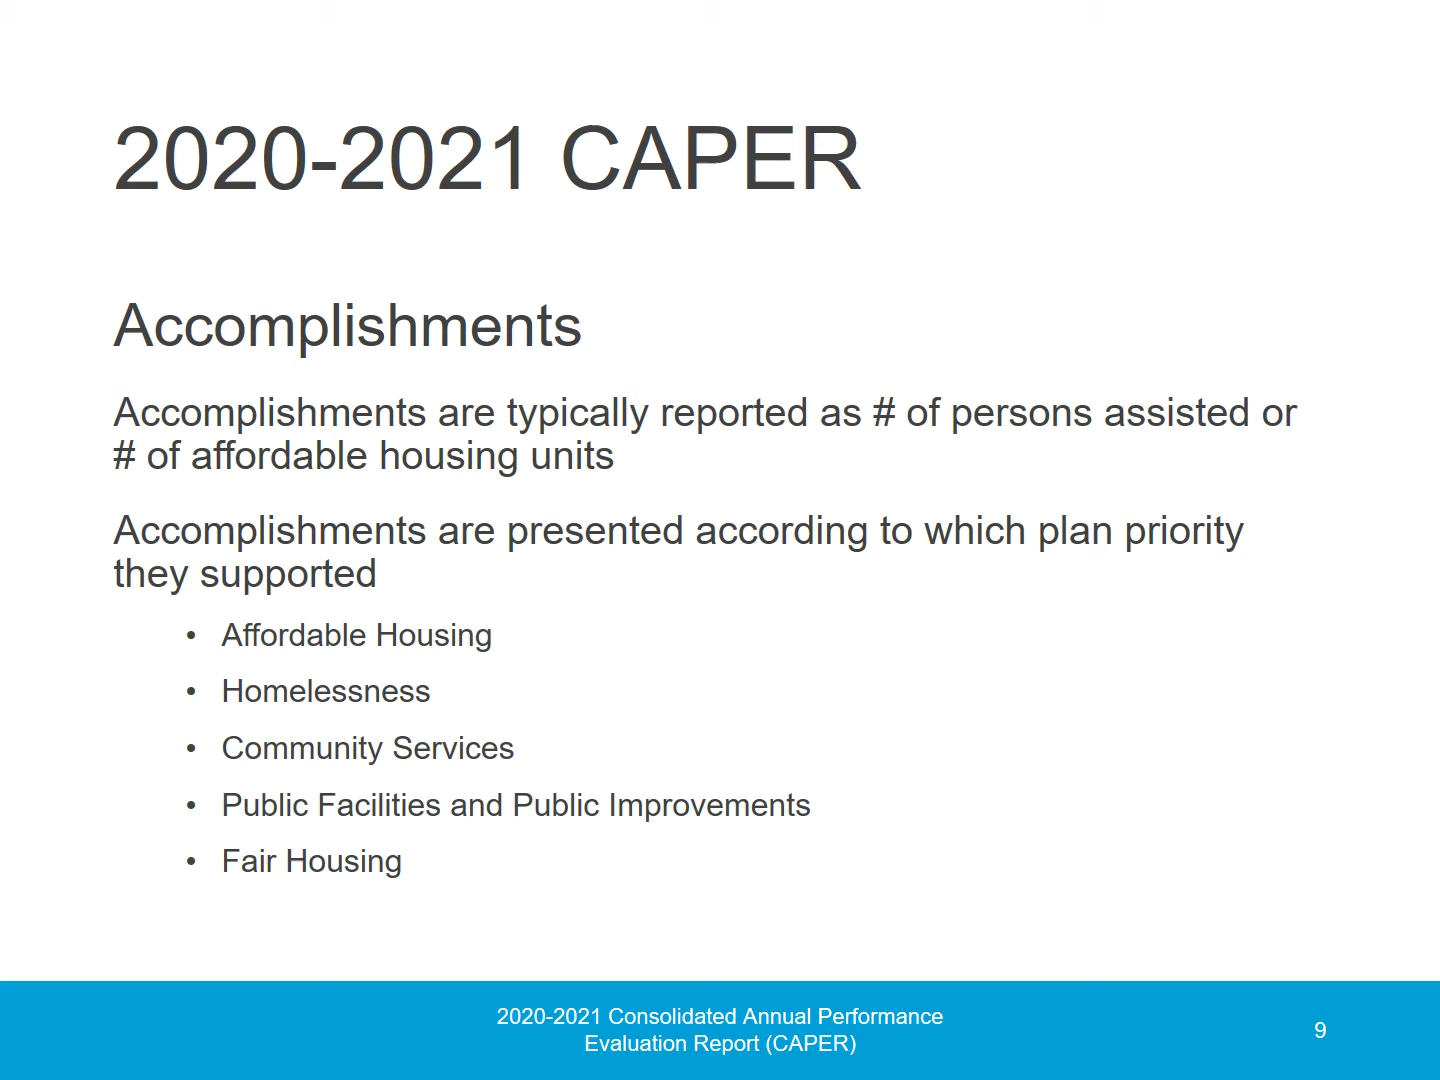 2020-2021 CAPER
Accomplishments
Accomplishments are typically reported as # of persons assisted or
# of affordable housing units
Accomplishments are presented according to which plan priority
they supported
• Affordable Housing
• Homelessness
• Community Services
• Public Facilities and Public Improvements
• Fair Housing
2020-2021 Consolidated Annual Performance
Evaluation Report (CAPER)
9